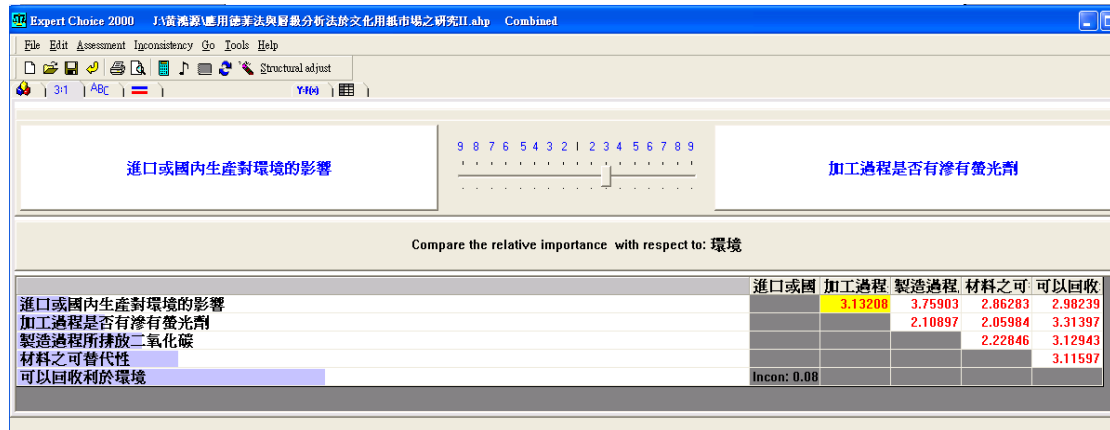 Expert Choice 2000 J:\黃鴻源\應用德菲法與層級分析法於文化用紙市場之研究II.ahp Combined
File Edit Assessment Inconsistency Go Tools Help
Structural adjust
3:1 ABC Y=f(x)
進口或國內生產對環境的影響
9 8 7 6 5 4 3 2 1 2 3 4 5 6 7 8 9
加工過程是否有滲有螢光劑
Compare the relative importance with respect to: 環境
進口或國 加工過程 製造過程 材料之可 可以回收
進口或國內生產對環境的影響 3.13208 3.75903 2.86283 2.98239
加工過程是否有滲有螢光劑 2.10897 2.05984 3.31397
製造過程所排放二氧化碳 2.22846 3.12943
材料之可替代性 3.11597
可以回收利於環境 Incon: 0.08